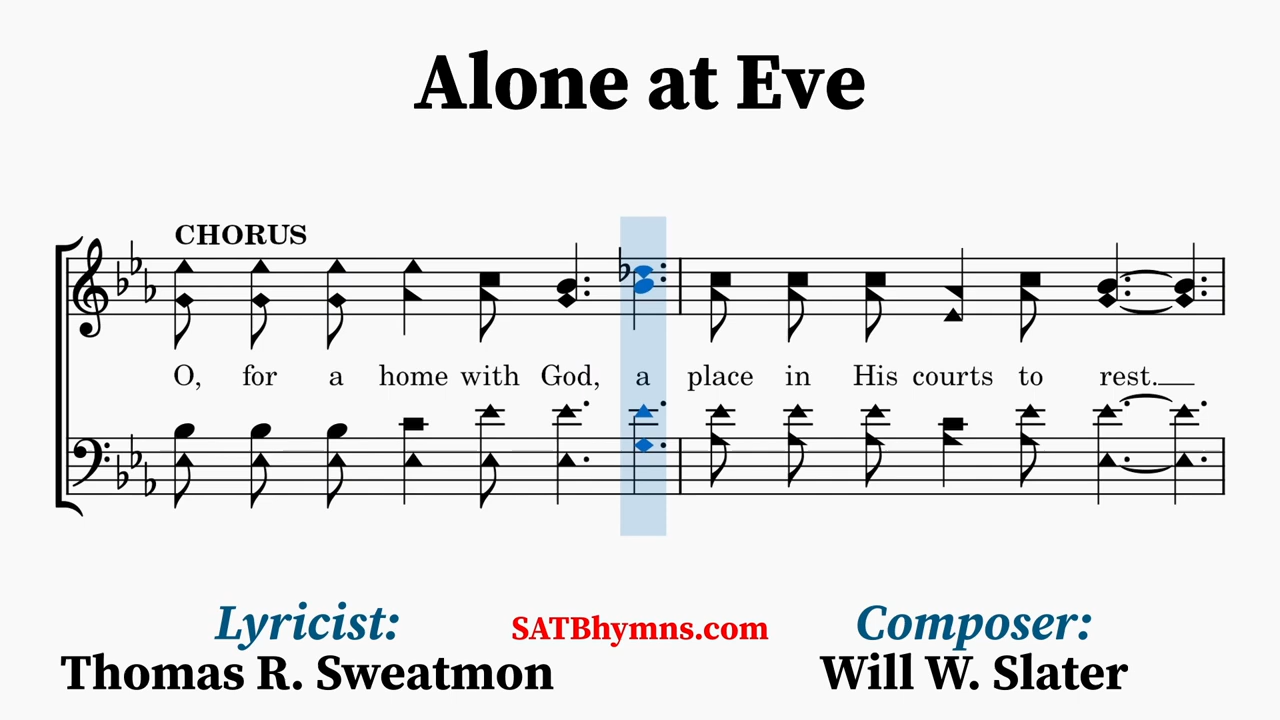 Alone at Eve
CHORUS
O, for a home with God, a place in His courts to rest.
Lyricist:
Thomas R. Sweatmon
SATBhymns.com
Composer:
Will W. Slater